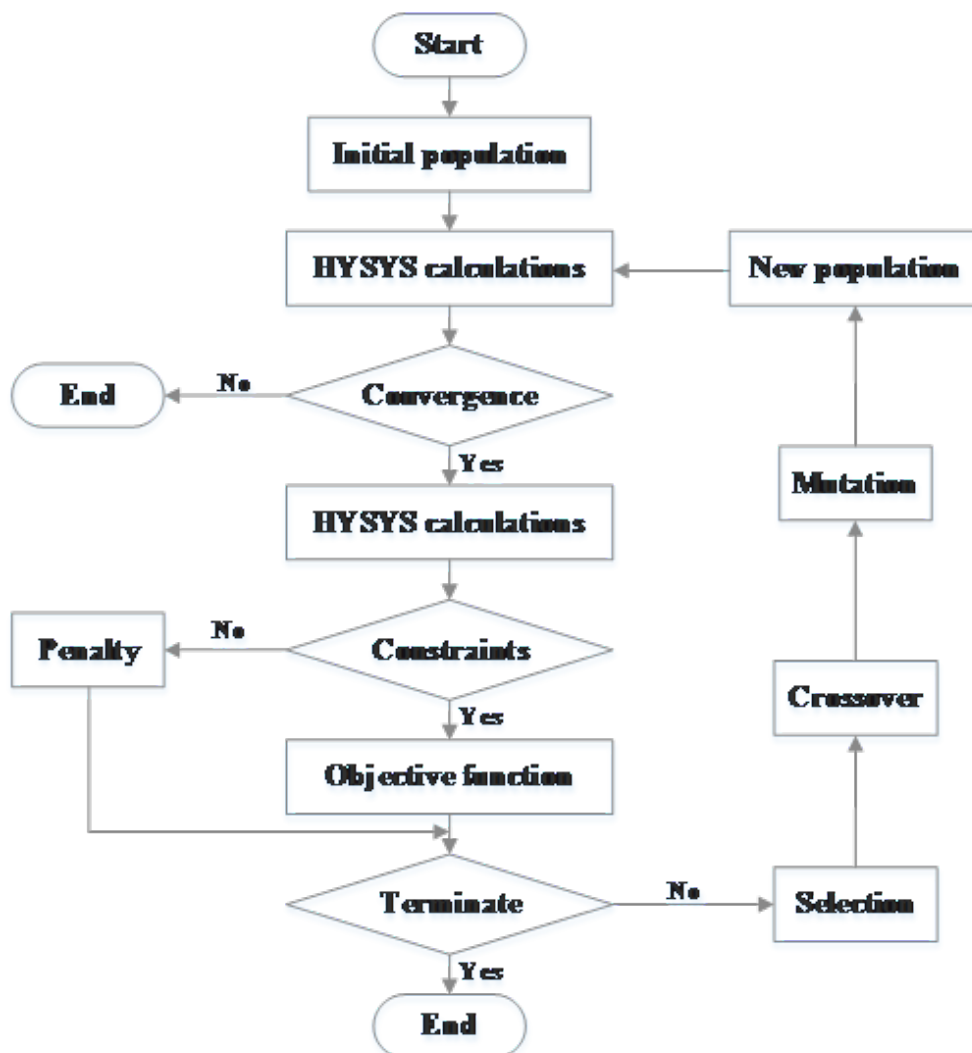 Start
Initial population
HYSYS calculations
New population
End
No
Convergence
Yes
Mutation
HYSYS calculations
Penalty
No
Constraints
Crossover
Yes
Objective function
Terminate
No
Selection
Yes
End